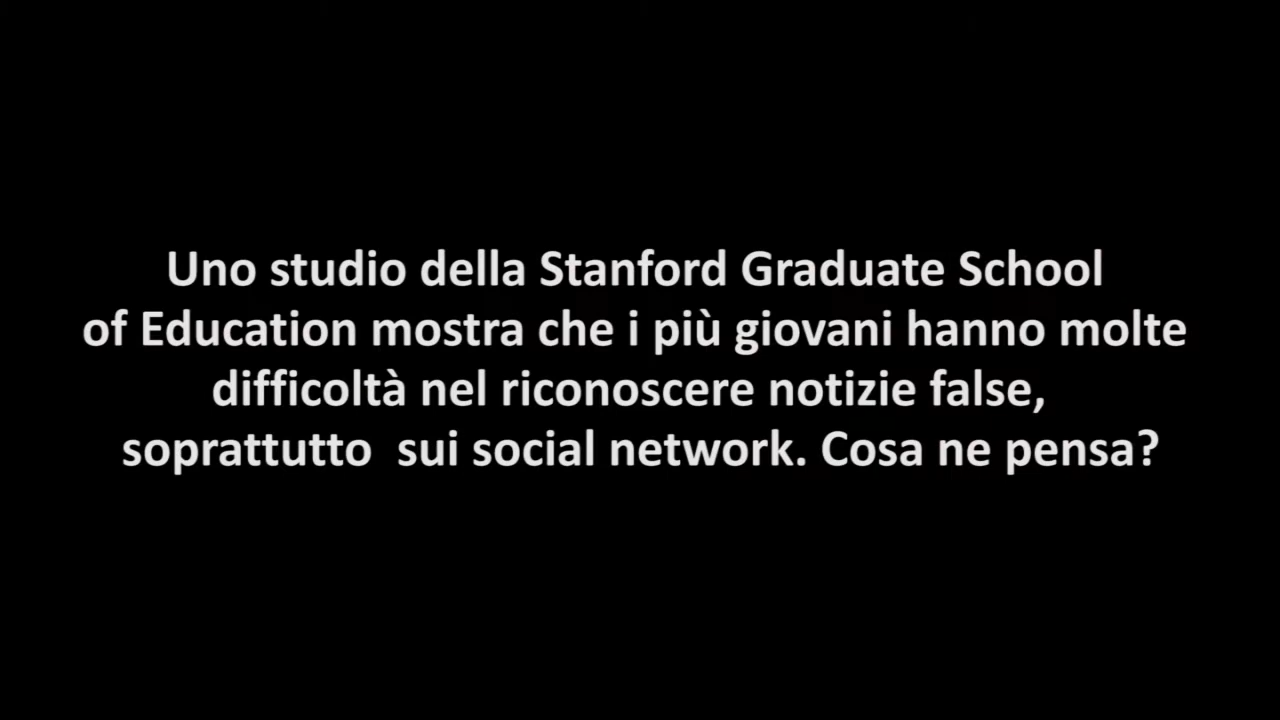 Uno studio della Stanford Graduate School
of Education mostra che i più giovani hanno molte
difficoltà nel riconoscere notizie false,
soprattutto  sui social network. Cosa ne pensa?